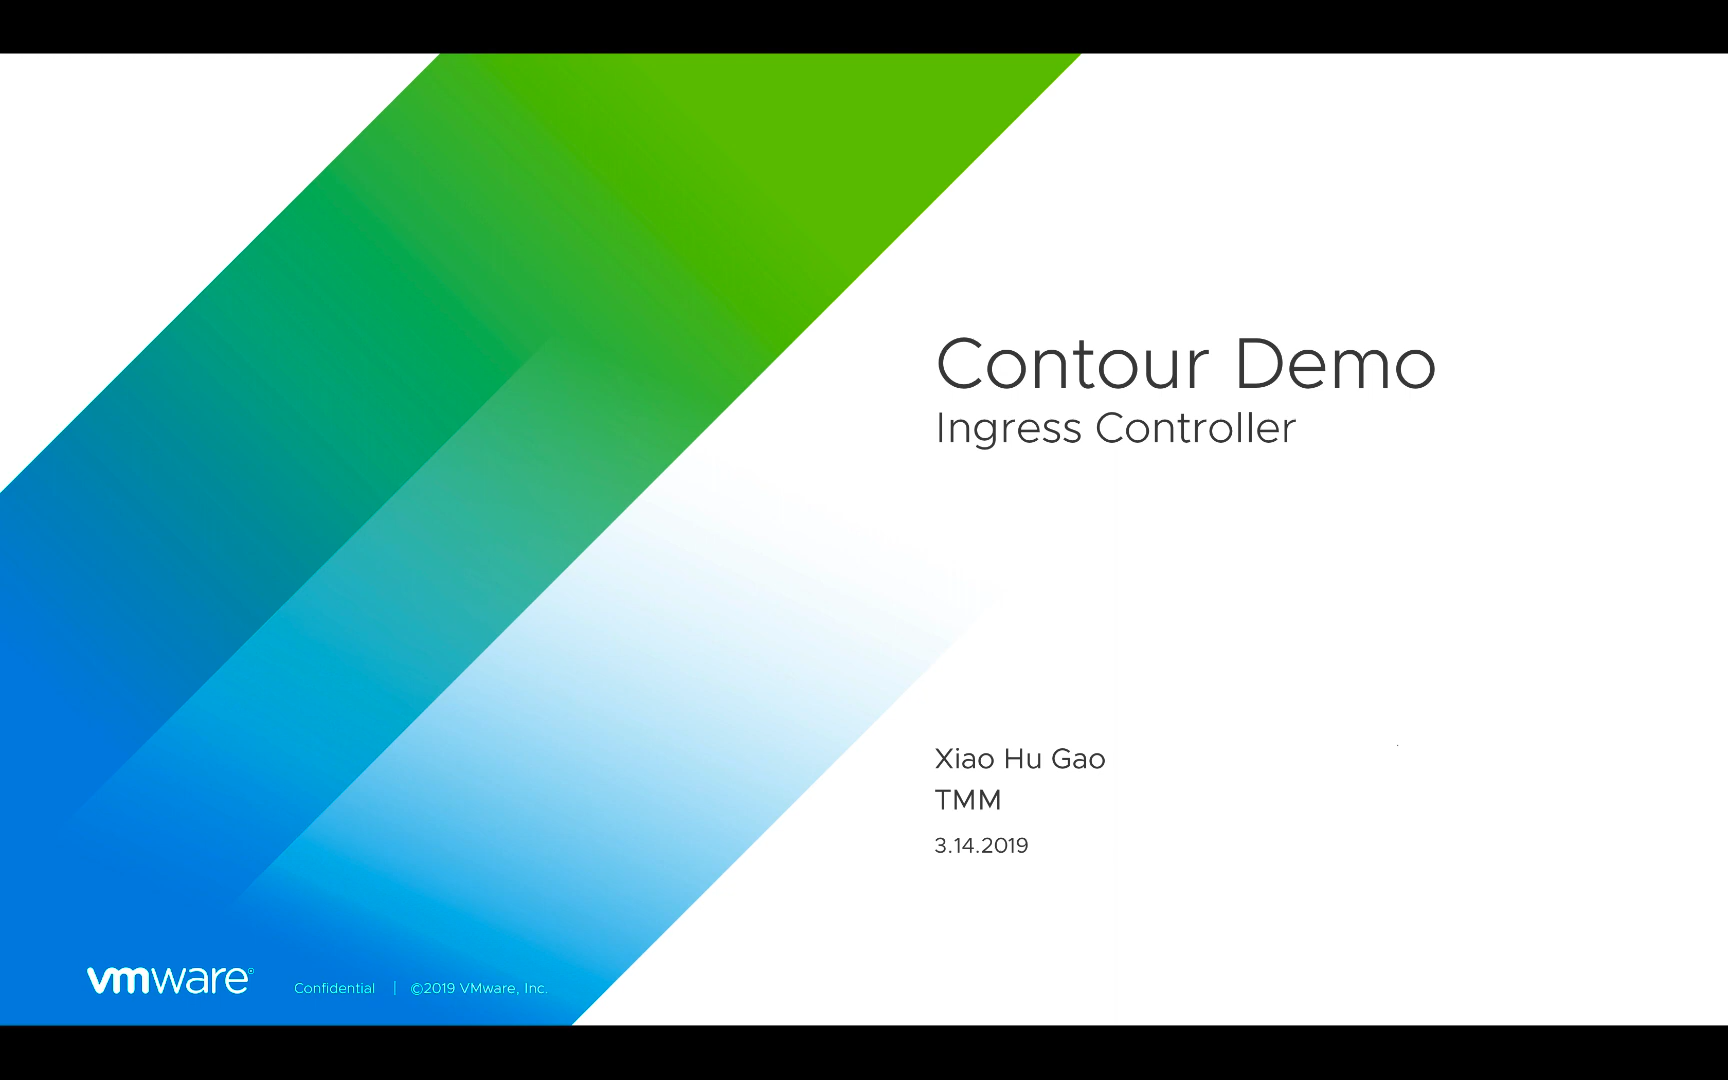 Contour Demo
Ingress Controller
Xiao Hu Gao
TMM
3.14.2019
vmware®
Confidential | ©2019 VMware, Inc.